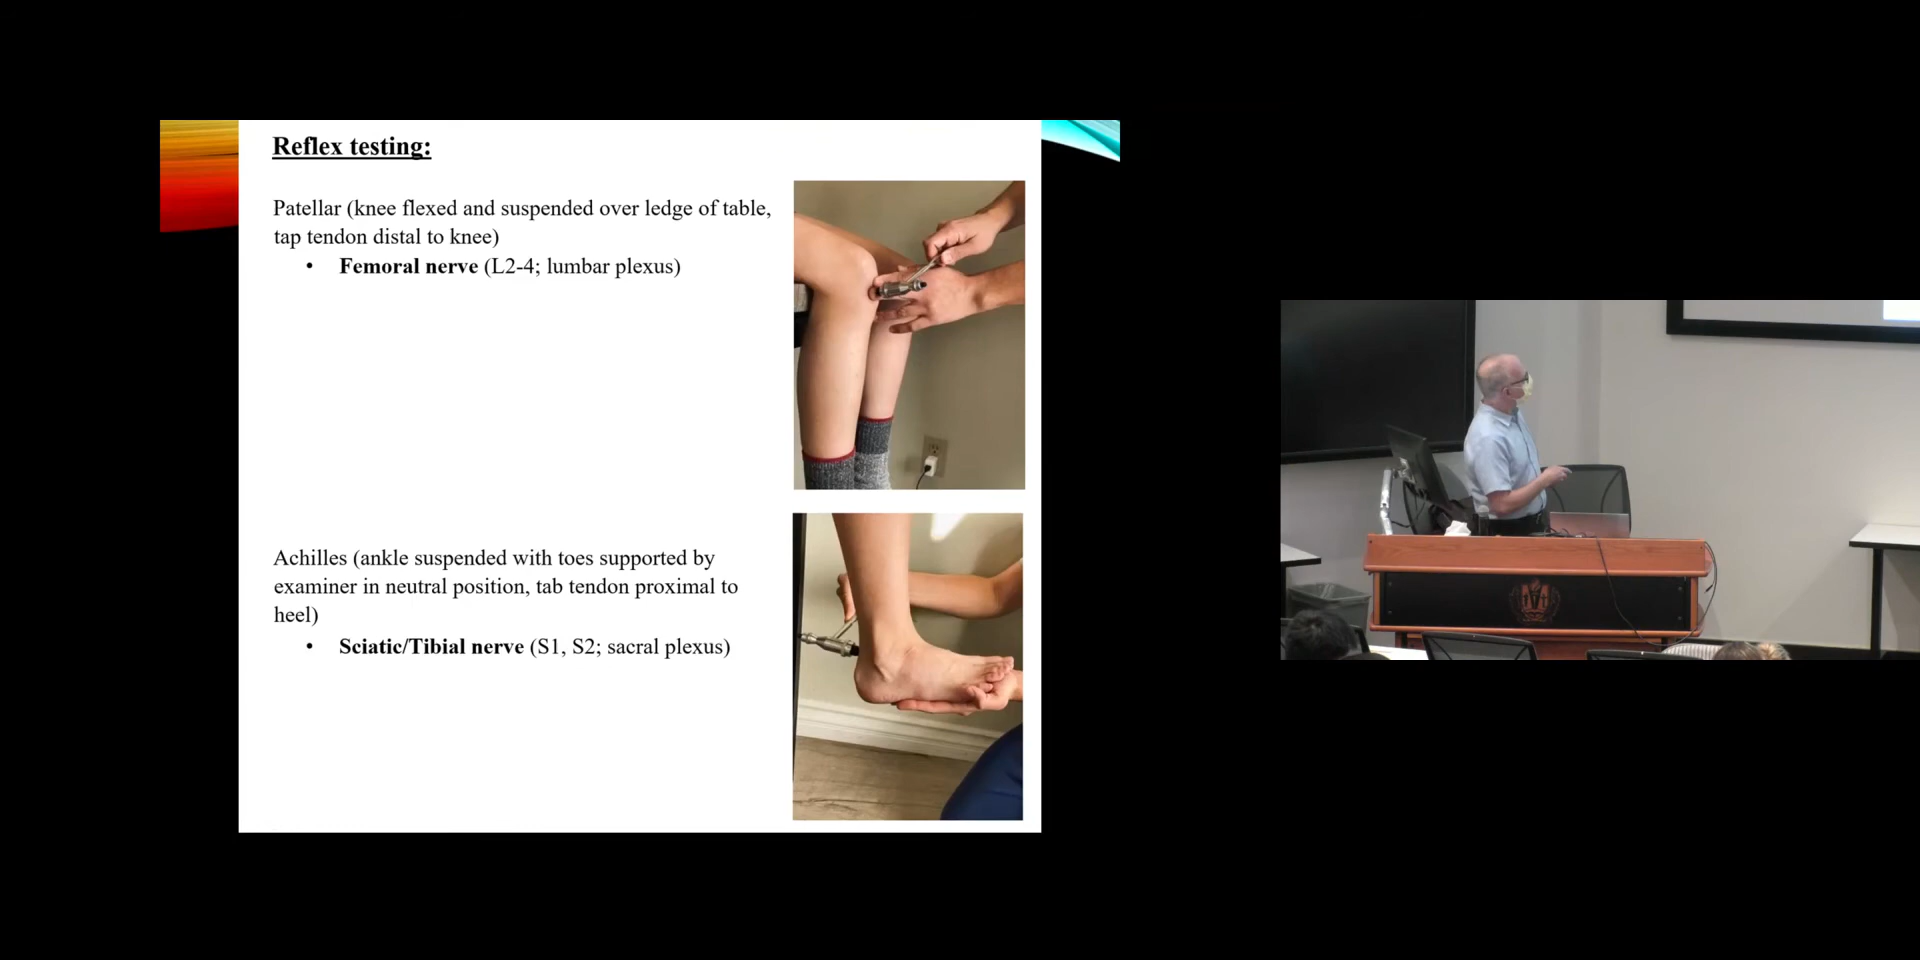 Reflex testing:
Patellar (knee flexed and suspended over ledge of table,
tap tendon distal to knee)
• Femoral nerve (L2-4; lumbar plexus)
Achilles (ankle suspended with toes supported by
examiner in neutral position, tab tendon proximal to
heel)
• Sciatic/Tibial nerve (S1, S2; sacral plexus)